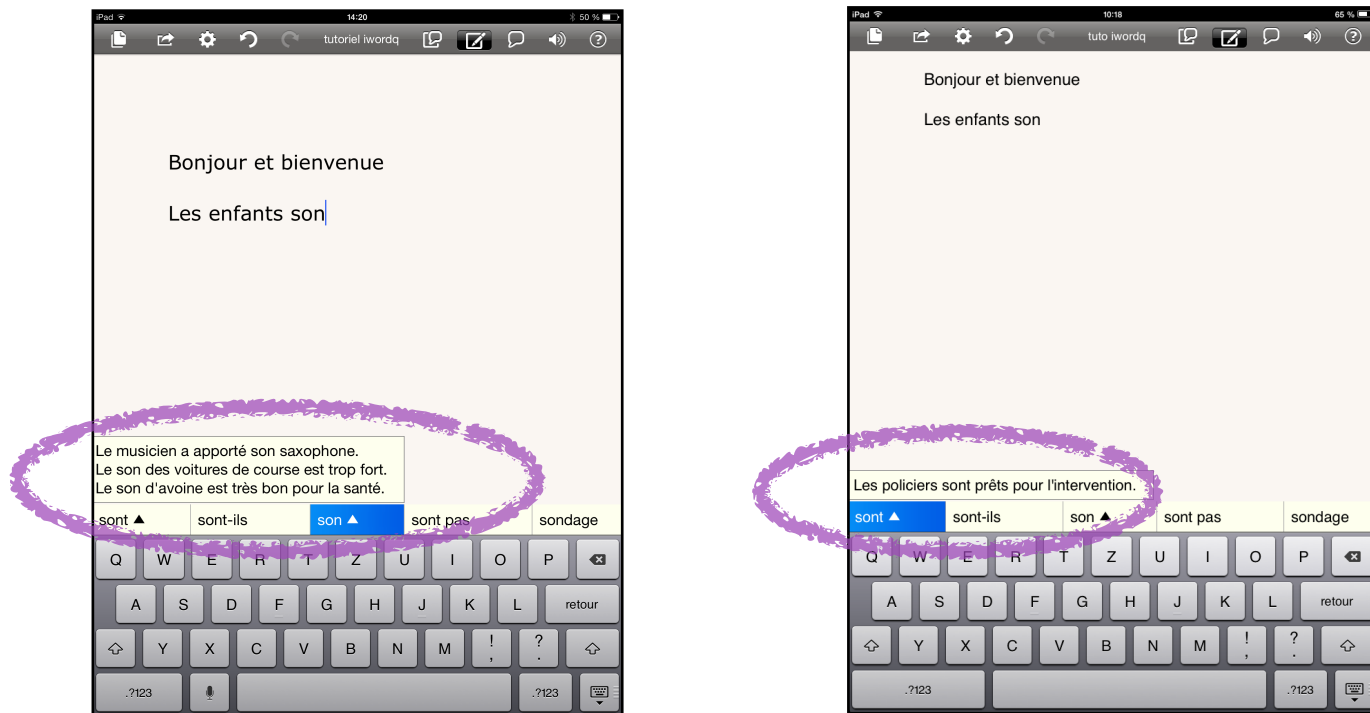 iPad 14:20 50 %
tutoriel iwordq ?
Bonjour et bienvenue
Les enfants son
Le musicien a apporté son saxophone.
Le son des voitures de course est trop fort.
Le son d'avoine est très bon pour la santé.
sont ▲ sont-ils son ▲ sont pas sondage
Q W E R T Z U I O P
A S D F G H J K L retour
Y X C V B N M ! , ? .
.?123 .?123
iPad 10:18 65 %
tuto iwordq ?
Bonjour et bienvenue
Les enfants son
Les policiers sont prêts pour l'intervention.
sont ▲ sont-ils son ▲ sont pas sondage
Q W E R T Z U I O P
A S D F G H J K L retour
Y X C V B N M ! , ? .
.?123 .?123